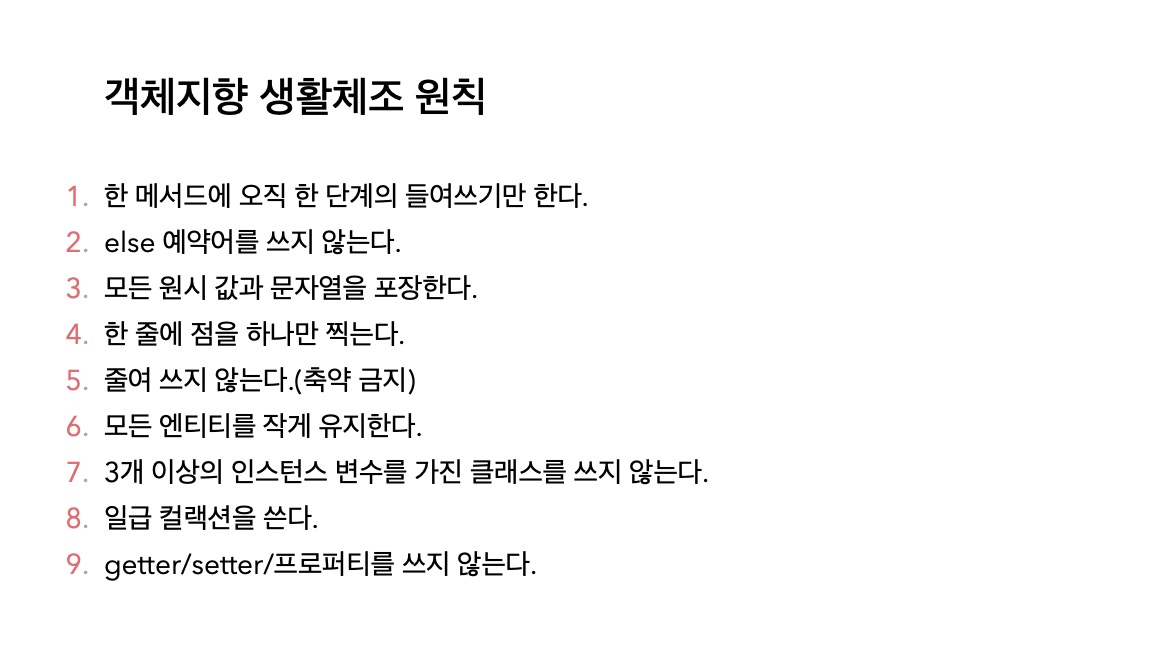 객체지향 생활체조 원칙
1. 한 메서드에 오직 한 단계의 들여쓰기만 한다.
2. else 예약어를 쓰지 않는다.
3. 모든 원시 값과 문자열을 포장한다.
4. 한 줄에 점을 하나만 찍는다.
5. 줄여 쓰지 않는다.(축약 금지)
6. 모든 엔티티를 작게 유지한다.
7. 3개 이상의 인스턴스 변수를 가진 클래스를 쓰지 않는다.
8. 일급 컬랙션을 쓴다.
9. getter/setter/프로퍼티를 쓰지 않는다.